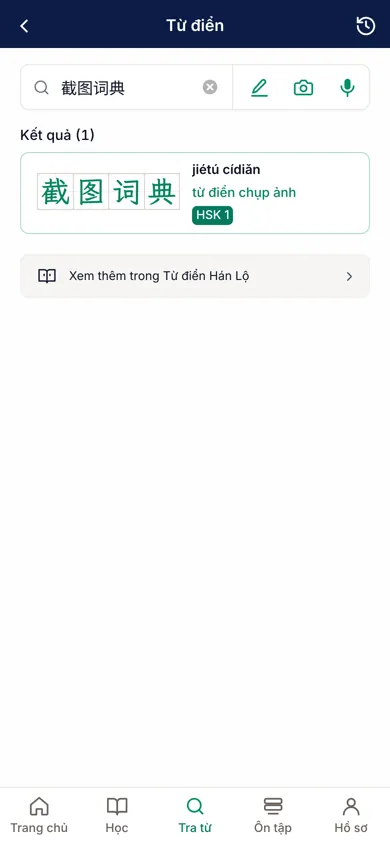 Từ điển
截图词典
Kết quả (1)
截图词典
jiétú cídiǎn
từ điển chụp ảnh
HSK 1
Xem thêm trong Từ điển Hán Lộ
Trang chủ
Học
Tra từ
Ôn tập
Hồ sơ